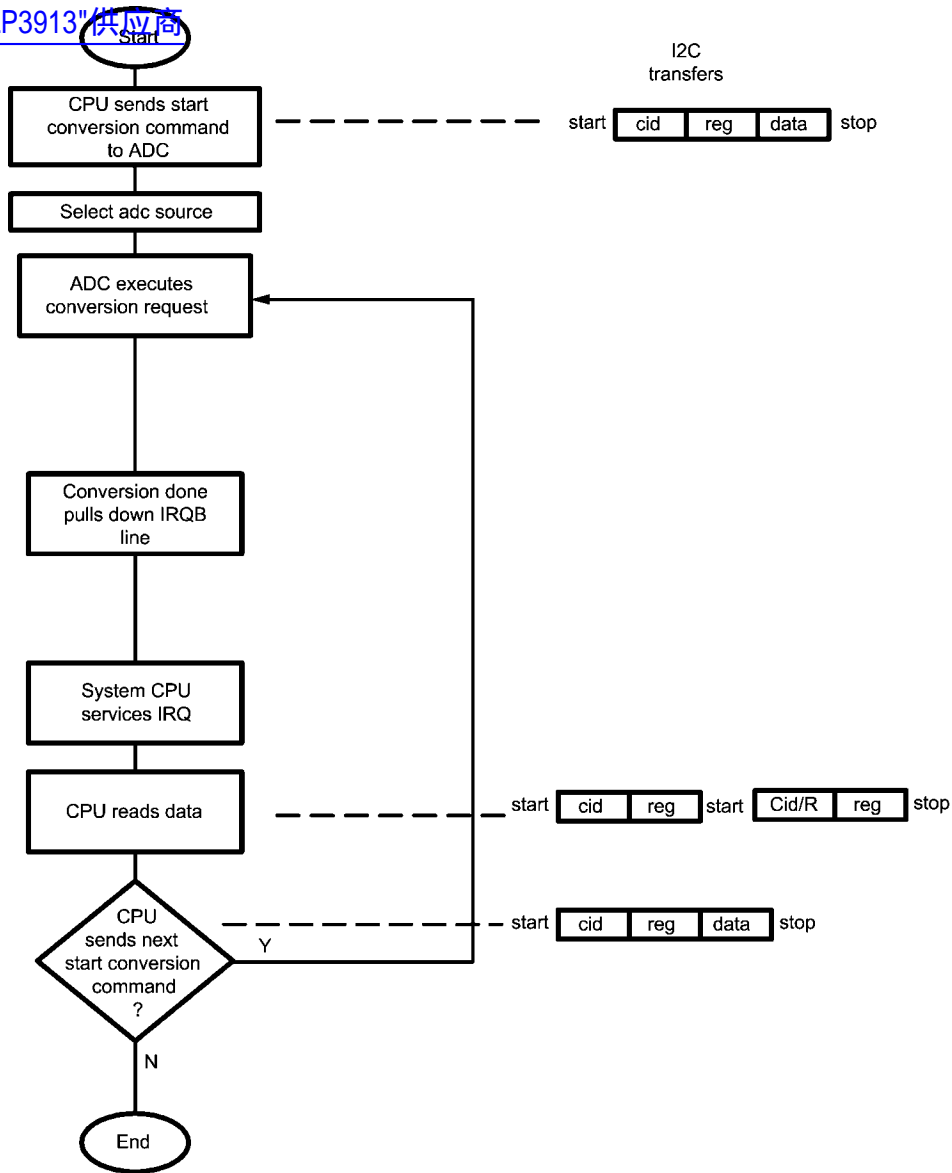 P3913"供应商
Start
I2C
transfers
CPU sends start
conversion command
to ADC
start cid reg data stop
Select adc source
ADC executes
conversion request
Conversion done
pulls down IRQB
line
System CPU
services IRQ
CPU reads data
start cid reg start Cid/R reg stop
CPU
sends next
start conversion
command
?
start cid reg data stop
Y
N
End